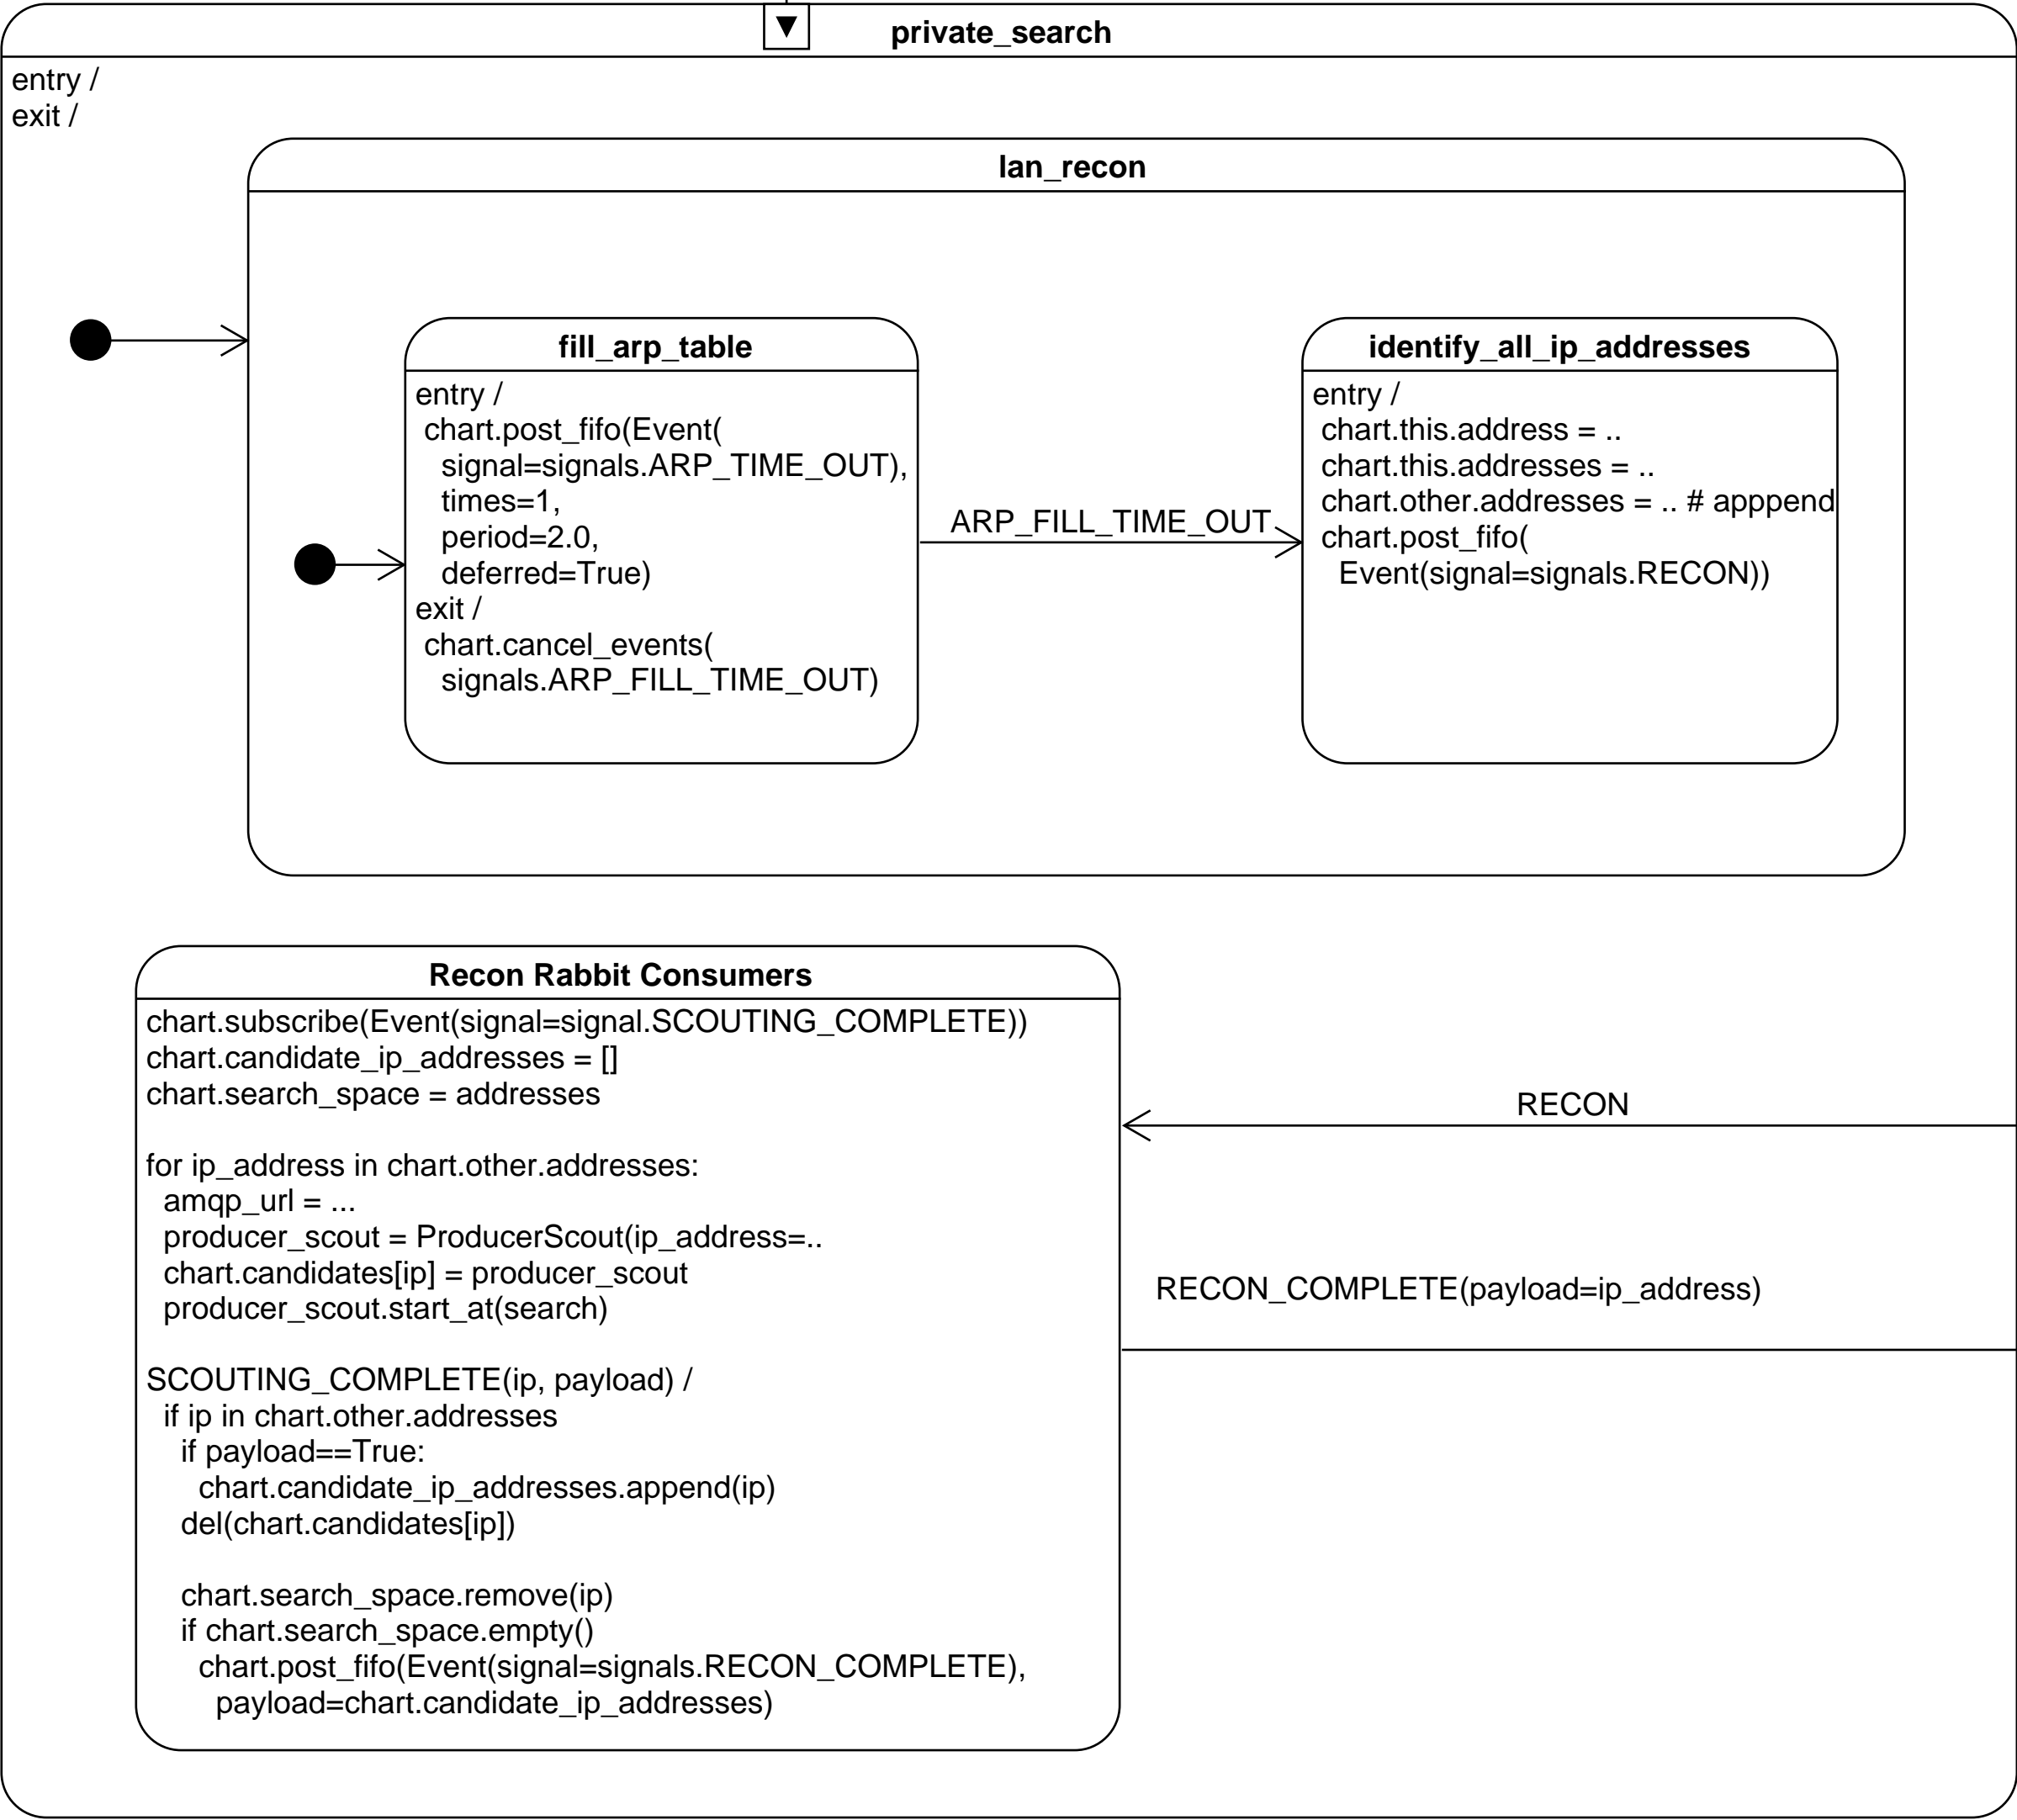 private_search
entry /
exit /
lan_recon
fill_arp_table
entry /
chart.post_fifo(Event(
signal=signals.ARP_TIME_OUT),
times=1,
period=2.0,
deferred=True)
exit /
chart.cancel_events(
signals.ARP_FILL_TIME_OUT)
ARP_FILL_TIME_OUT
identify_all_ip_addresses
entry /
chart.this.address = ..
chart.this.addresses = ..
chart.other.addresses = .. # apppend
chart.post_fifo(
Event(signal=signals.RECON))
Recon Rabbit Consumers
chart.subscribe(Event(signal=signal.SCOUTING_COMPLETE))
chart.candidate_ip_addresses = []
chart.search_space = addresses
for ip_address in chart.other.addresses:
amqp_url = ...
producer_scout = ProducerScout(ip_address=..
chart.candidates[ip] = producer_scout
producer_scout.start_at(search)
SCOUTING_COMPLETE(ip, payload) /
if ip in chart.other.addresses
if payload==True:
chart.candidate_ip_addresses.append(ip)
del(chart.candidates[ip])
chart.search_space.remove(ip)
if chart.search_space.empty()
chart.post_fifo(Event(signal=signals.RECON_COMPLETE),
payload=chart.candidate_ip_addresses)
RECON
RECON_COMPLETE(payload=ip_address)